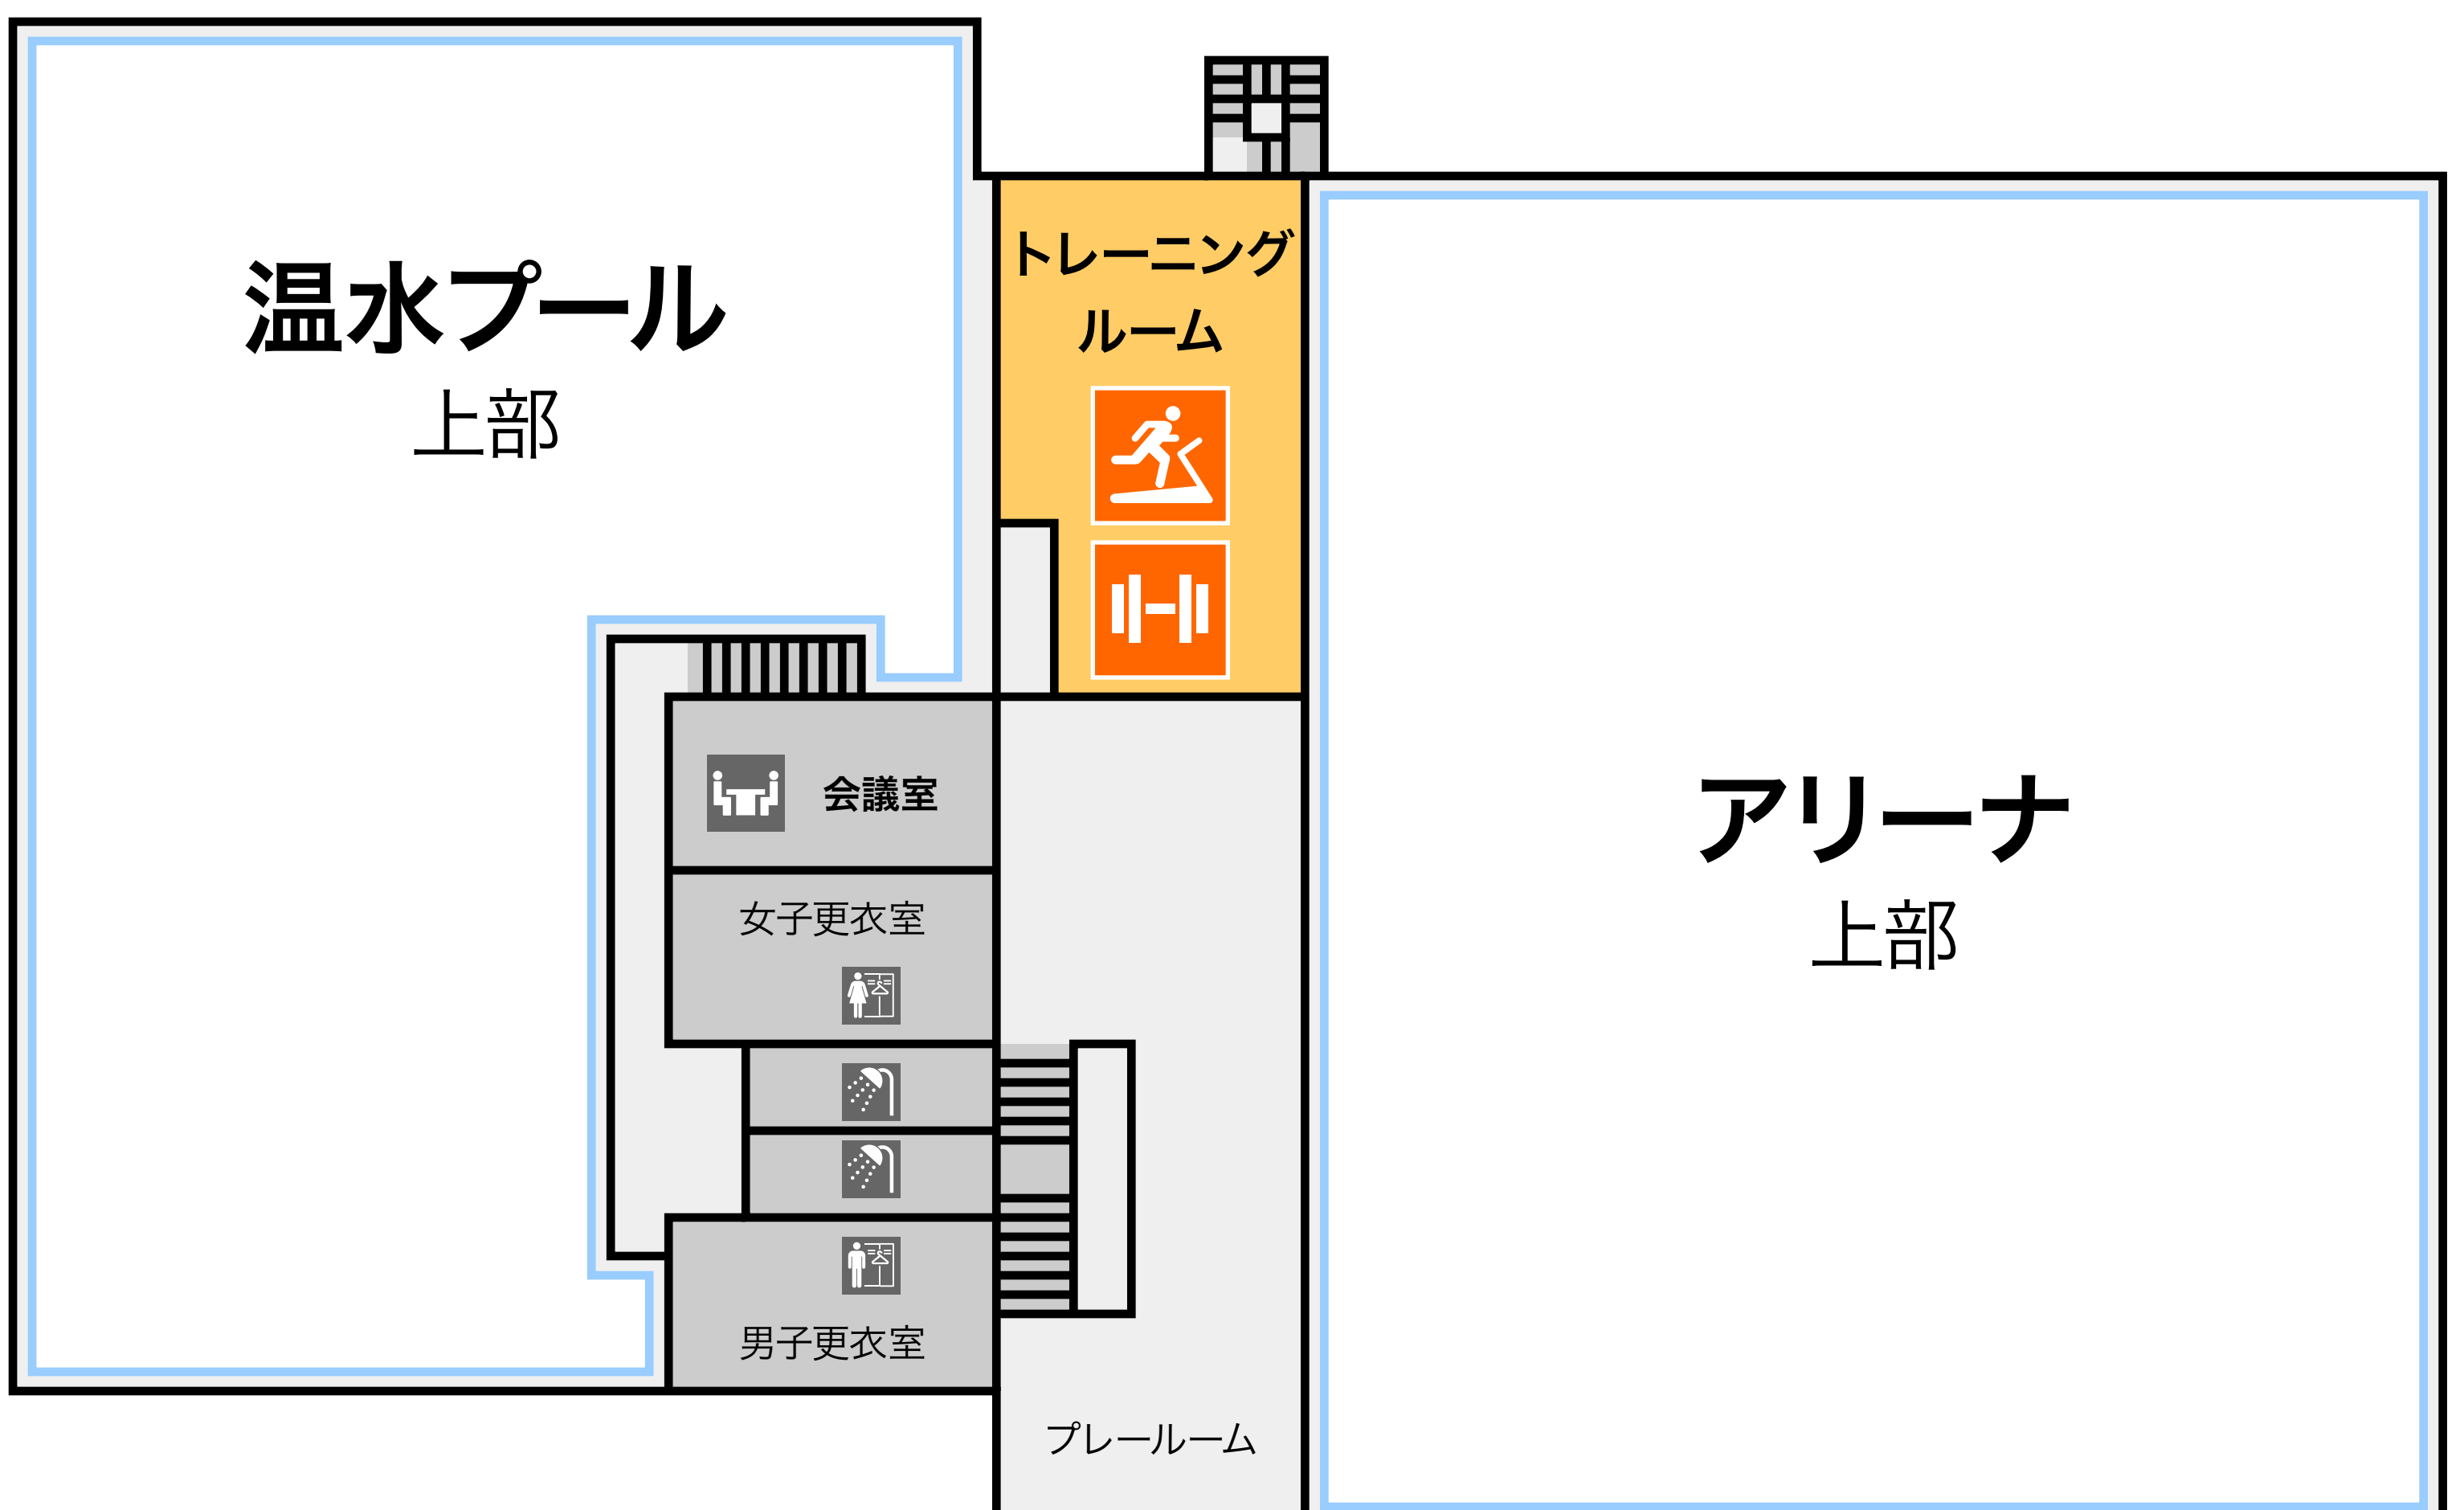 温水プール
上部
トレーニング
ルーム
会議室
女子更衣室
男子更衣室
プレールーム
アリーナ
上部